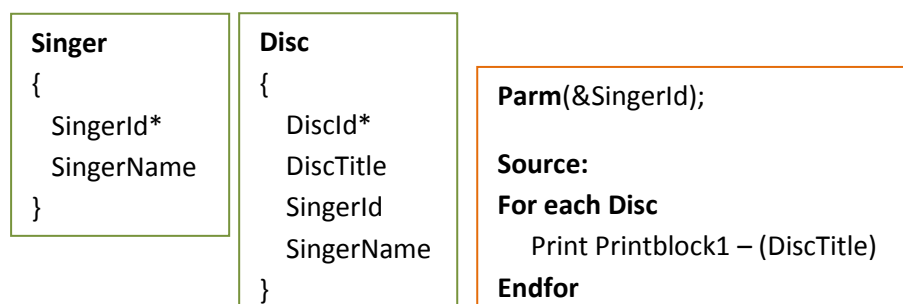 Singer
{
SingerId*
SingerName
}
Disc
{
DiscId*
DiscTitle
SingerId
SingerName
}
Parm(&SingerId);
Source:
For each Disc
Print Printblock1 – (DiscTitle)
Endfor